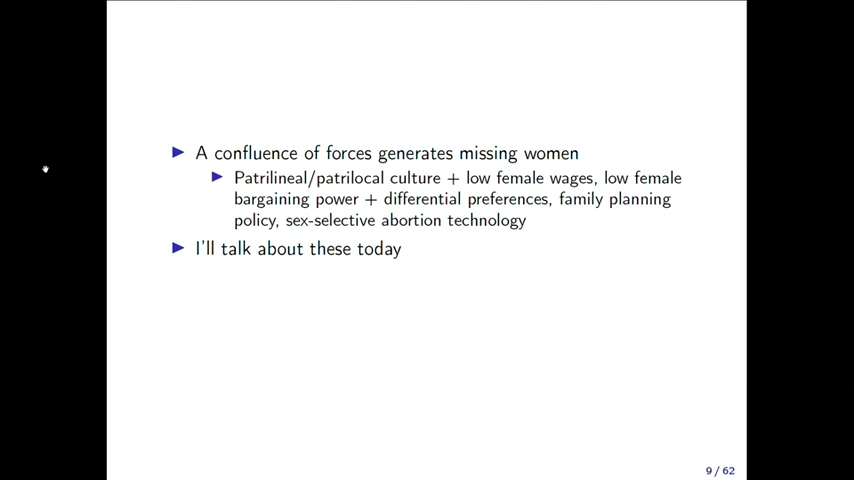 A confluence of forces generates missing women
Patrilineal/patrilocal culture + low female wages, low female
bargaining power + differential preferences, family planning
policy, sex-selective abortion technology
I'll talk about these today
9 / 62